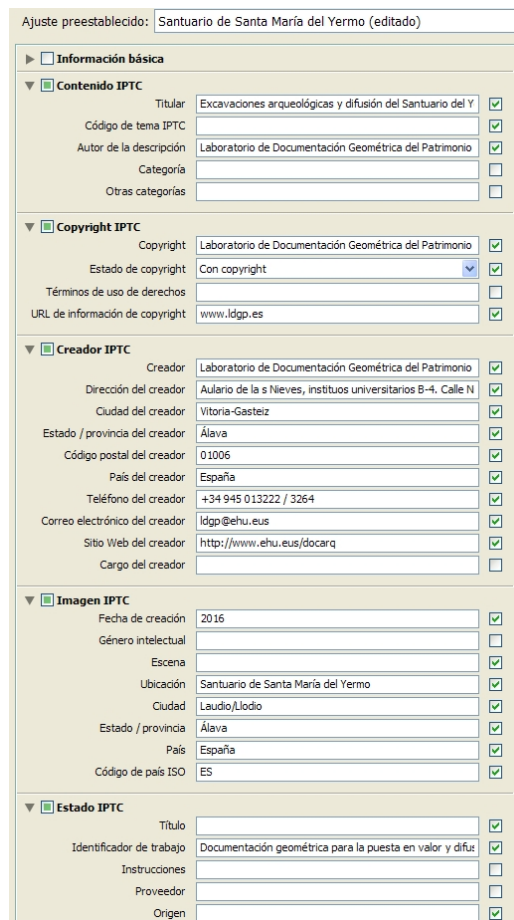 Ajuste preestablecido: Santuario de Santa María del Yermo (editado)
Información básica
Contenido IPTC
Titular Excavaciones arqueológicas y difusión del Santuario del Y
Código de tema IPTC
Autor de la descripción Laboratorio de Documentación Geométrica del Patrimonio
Categoría
Otras categorías
Copyright IPTC
Copyright Laboratorio de Documentación Geométrica del Patrimonio
Estado de copyright Con copyright
Términos de uso de derechos
URL de información de copyright www.ldgp.es
Creador IPTC
Creador Laboratorio de Documentación Geométrica del Patrimonio
Dirección del creador Aulario de la s Nieves, instituos universitarios B-4. Calle N
Ciudad del creador Vitoria-Gasteiz
Estado / provincia del creador Álava
Código postal del creador 01006
País del creador España
Teléfono del creador +34 945 013222 / 3264
Correo electrónico del creador ldgp@ehu.eus
Sitio Web del creador http://www.ehu.eus/docarq
Cargo del creador
Imagen IPTC
Fecha de creación 2016
Género intelectual
Escena
Ubicación Santuario de Santa María del Yermo
Ciudad Laudio/Llodio
Estado / provincia Álava
País España
Código de país ISO ES
Estado IPTC
Título
Identificador de trabajo Documentación geométrica para la puesta en valor y difus
Instrucciones
Proveedor
Origen